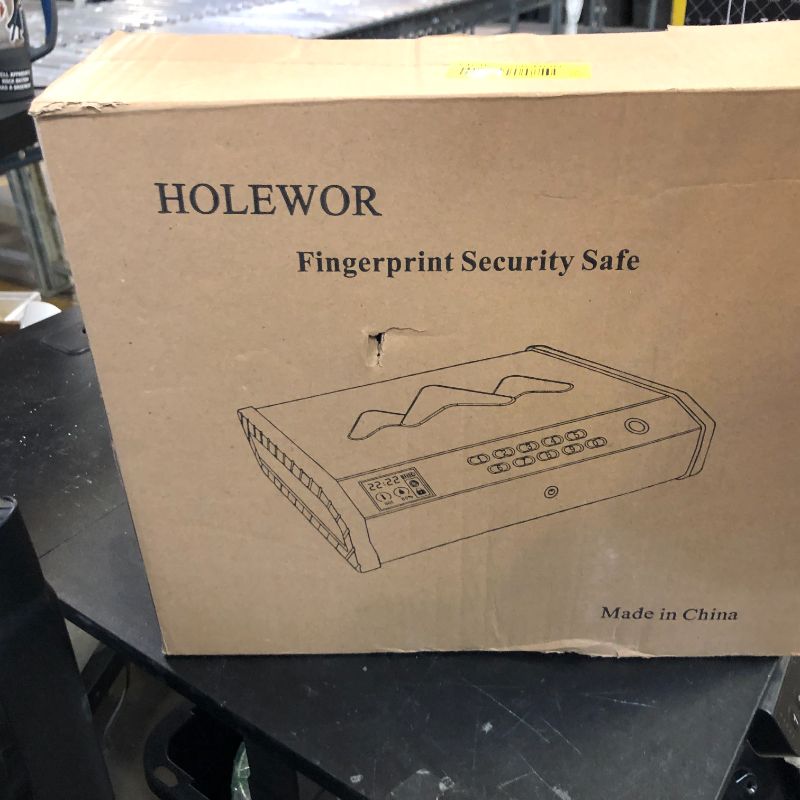 HOLEWOR
Fingerprint Security Safe
22:22
Made in China